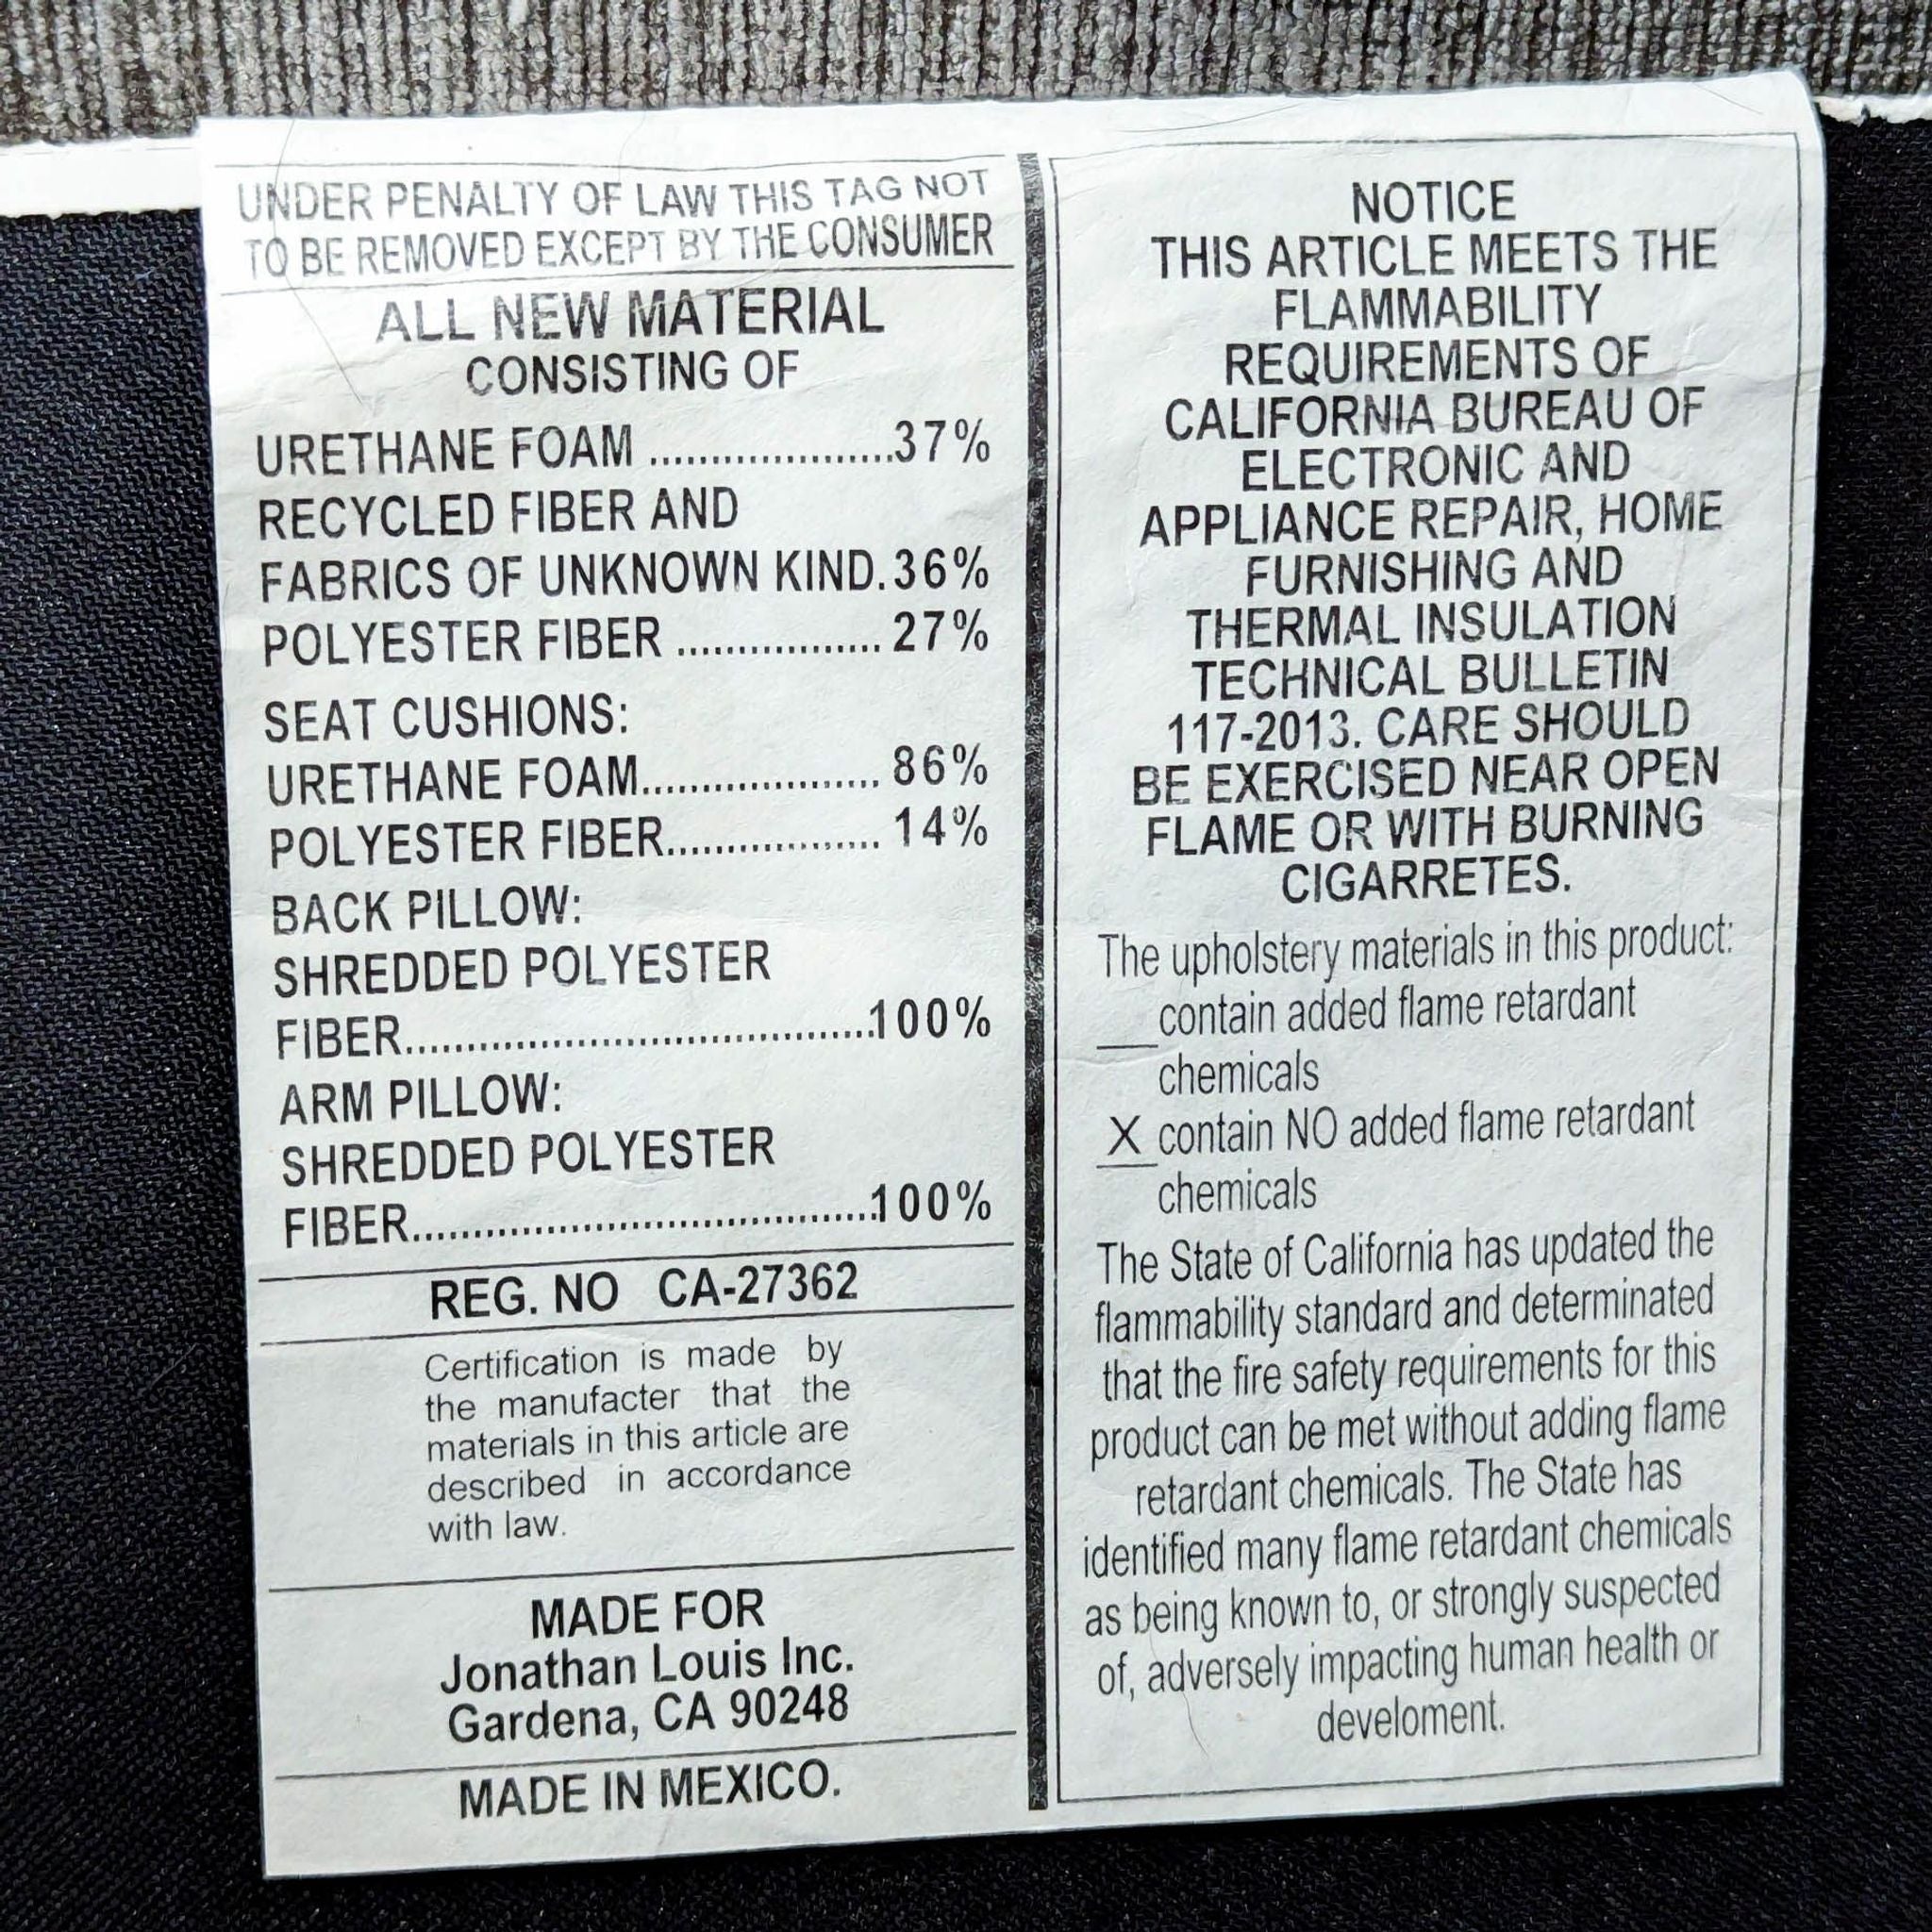 UNDER PENALTY OF LAW THIS TAG NOT
TO BE REMOVED EXCEPT BY THE CONSUMER
ALL NEW MATERIAL
CONSISTING OF
URETHANE FOAM ....................37%
RECYCLED FIBER AND
FABRICS OF UNKNOWN KIND.36%
POLYESTER FIBER ................. 27%
SEAT CUSHIONS:
URETHANE FOAM.................... 86%
POLYESTER FIBER.................. 14%
BACK PILLOW:
SHREDDED POLYESTER
FIBER.......................................100%
ARM PILLOW:
SHREDDED POLYESTER
FIBER.......................................100%
REG. NO CA-27362
Certification is made by
the manufacter that the
materials in this article are
described in accordance
with law.
MADE FOR
Jonathan Louis Inc.
Gardena, CA 90248
MADE IN MEXICO.
NOTICE
THIS ARTICLE MEETS THE
FLAMMABILITY
REQUIREMENTS OF
CALIFORNIA BUREAU OF
ELECTRONIC AND
APPLIANCE REPAIR, HOME
FURNISHING AND
THERMAL INSULATION
TECHNICAL BULLETIN
117-2013. CARE SHOULD
BE EXERCISED NEAR OPEN
FLAME OR WITH BURNING
CIGARRETES.
The upholstery materials in this product:
__contain added flame retardant
chemicals
X contain NO added flame retardant
chemicals
The State of California has updated the
flammability standard and determinated
that the fire safety requirements for this
product can be met without adding flame
retardant chemicals. The State has
identified many flame retardant chemicals
as being known to, or strongly suspected
of, adversely impacting human health or
develoment.